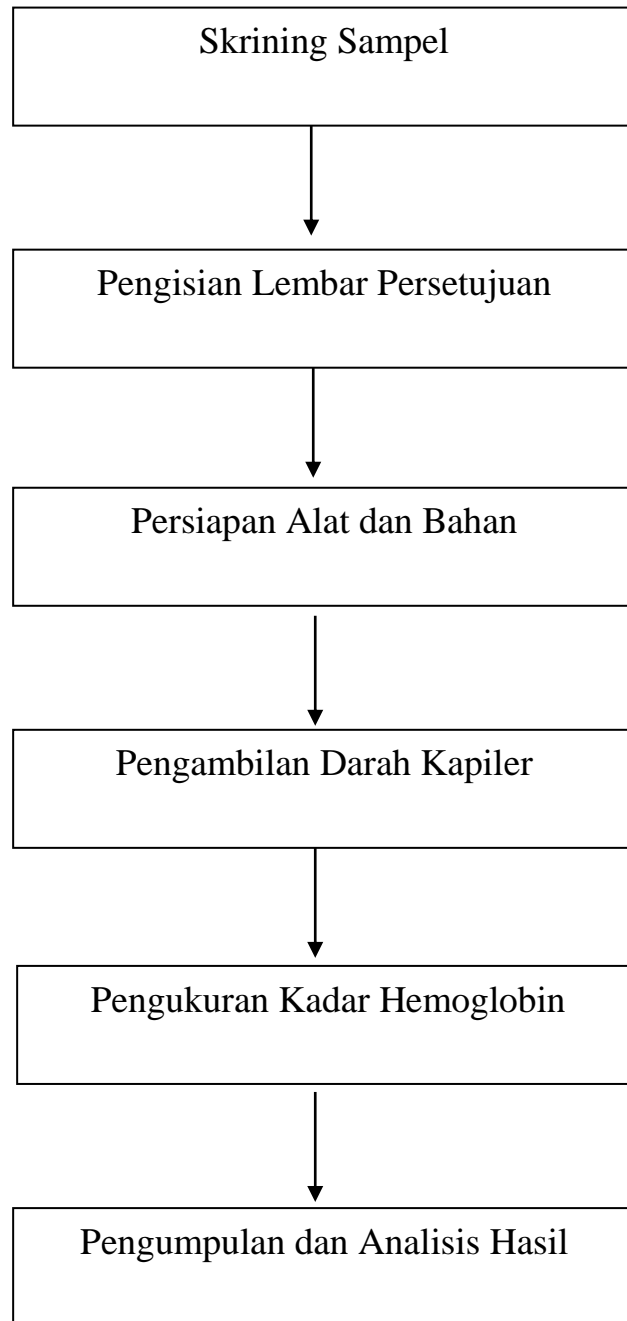 Skrining Sampel
Pengisian Lembar Persetujuan
Persiapan Alat dan Bahan
Pengambilan Darah Kapiler
Pengukuran Kadar Hemoglobin
Pengumpulan dan Analisis Hasil